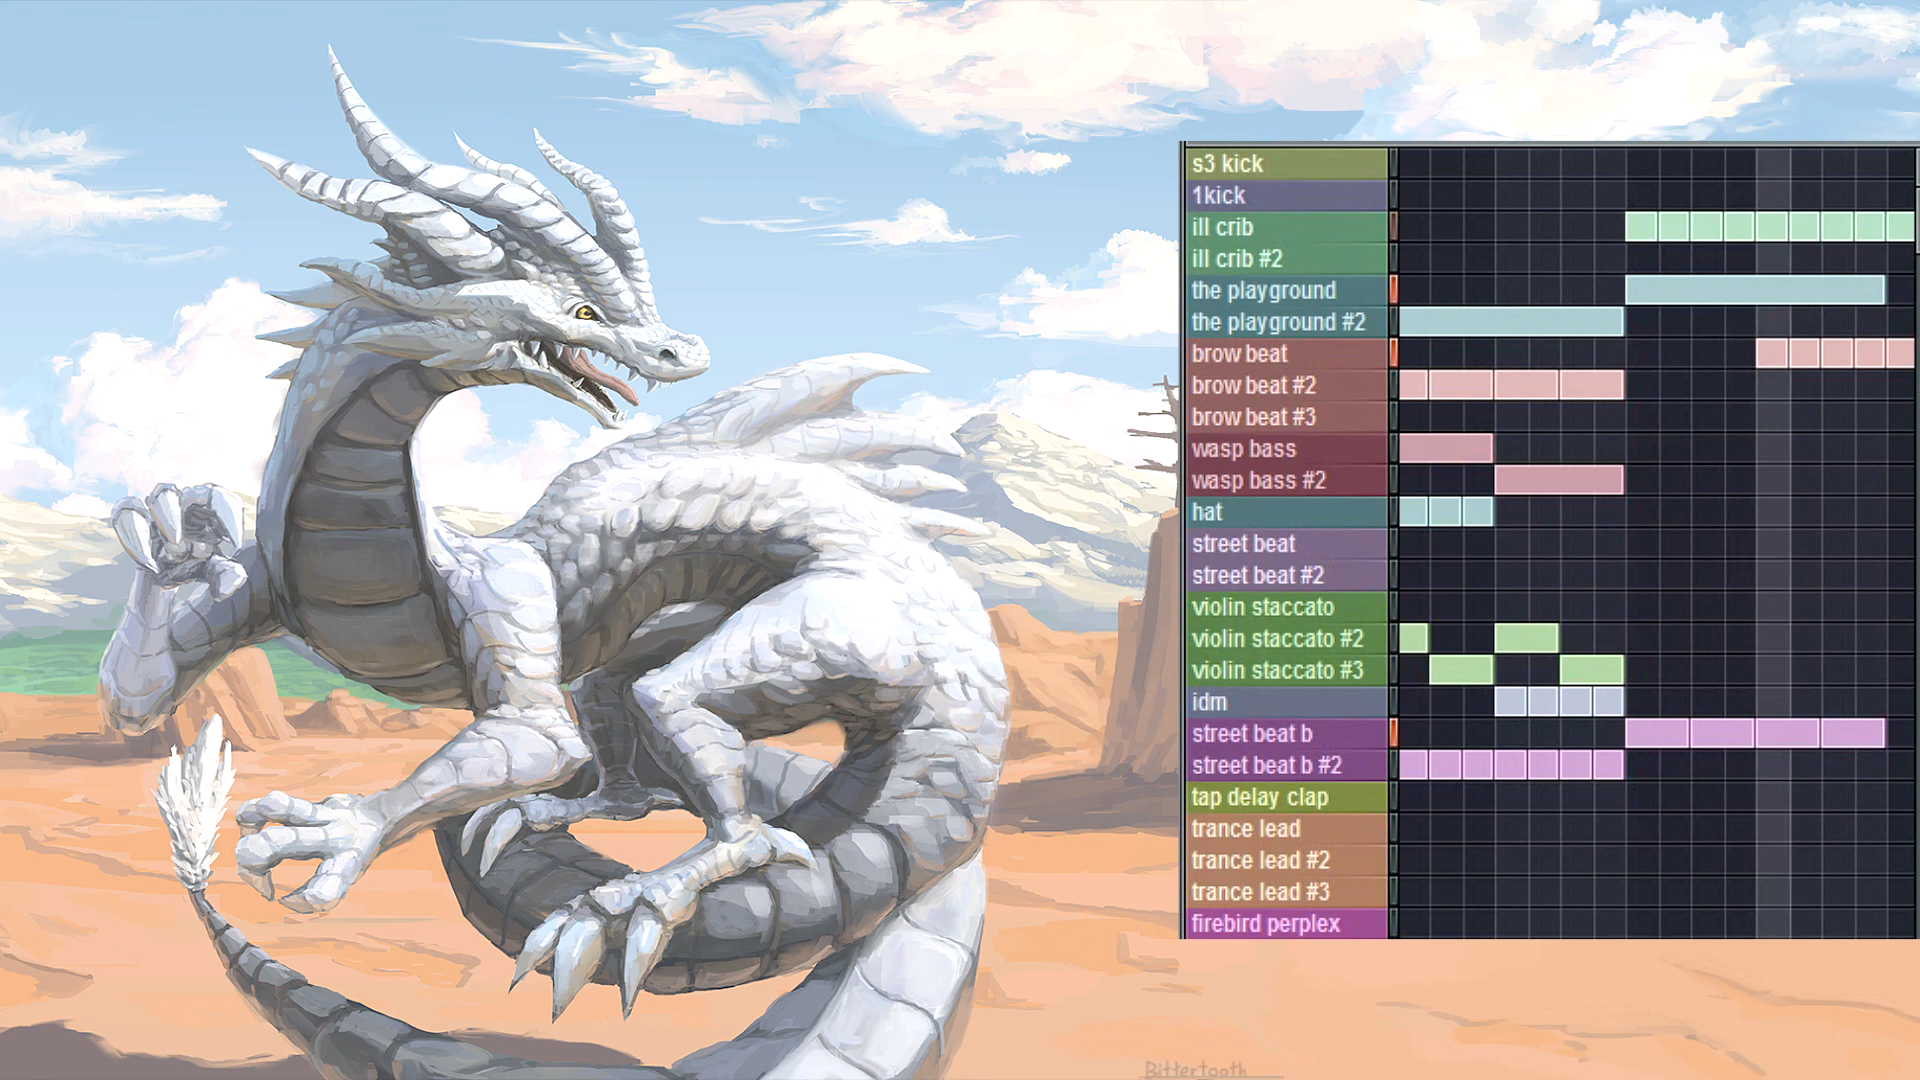 s3 kick
1kick
ill crib
ill crib #2
the playground
the playground #2
brow beat
brow beat #2
brow beat #3
wasp bass
wasp bass #2
hat
street beat
street beat #2
violin staccato
violin staccato #2
violin staccato #3
idm
street beat b
street beat b #2
tap delay clap
trance lead
trance lead #2
trance lead #3
firebird perplex
Bittertooth